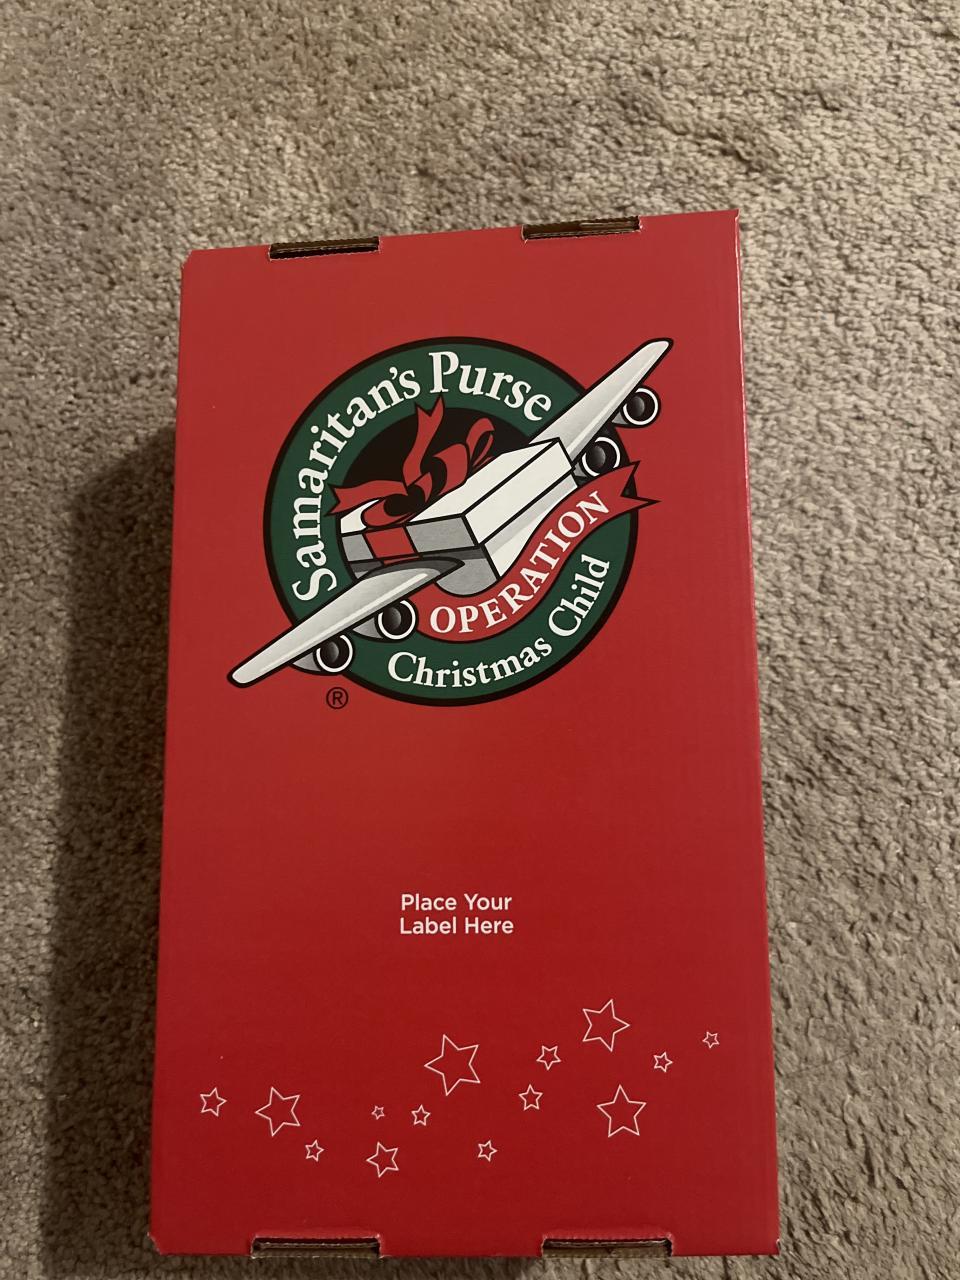 Samaritan's Purse
OPERATION
Christmas Child
®
Place Your
Label Here